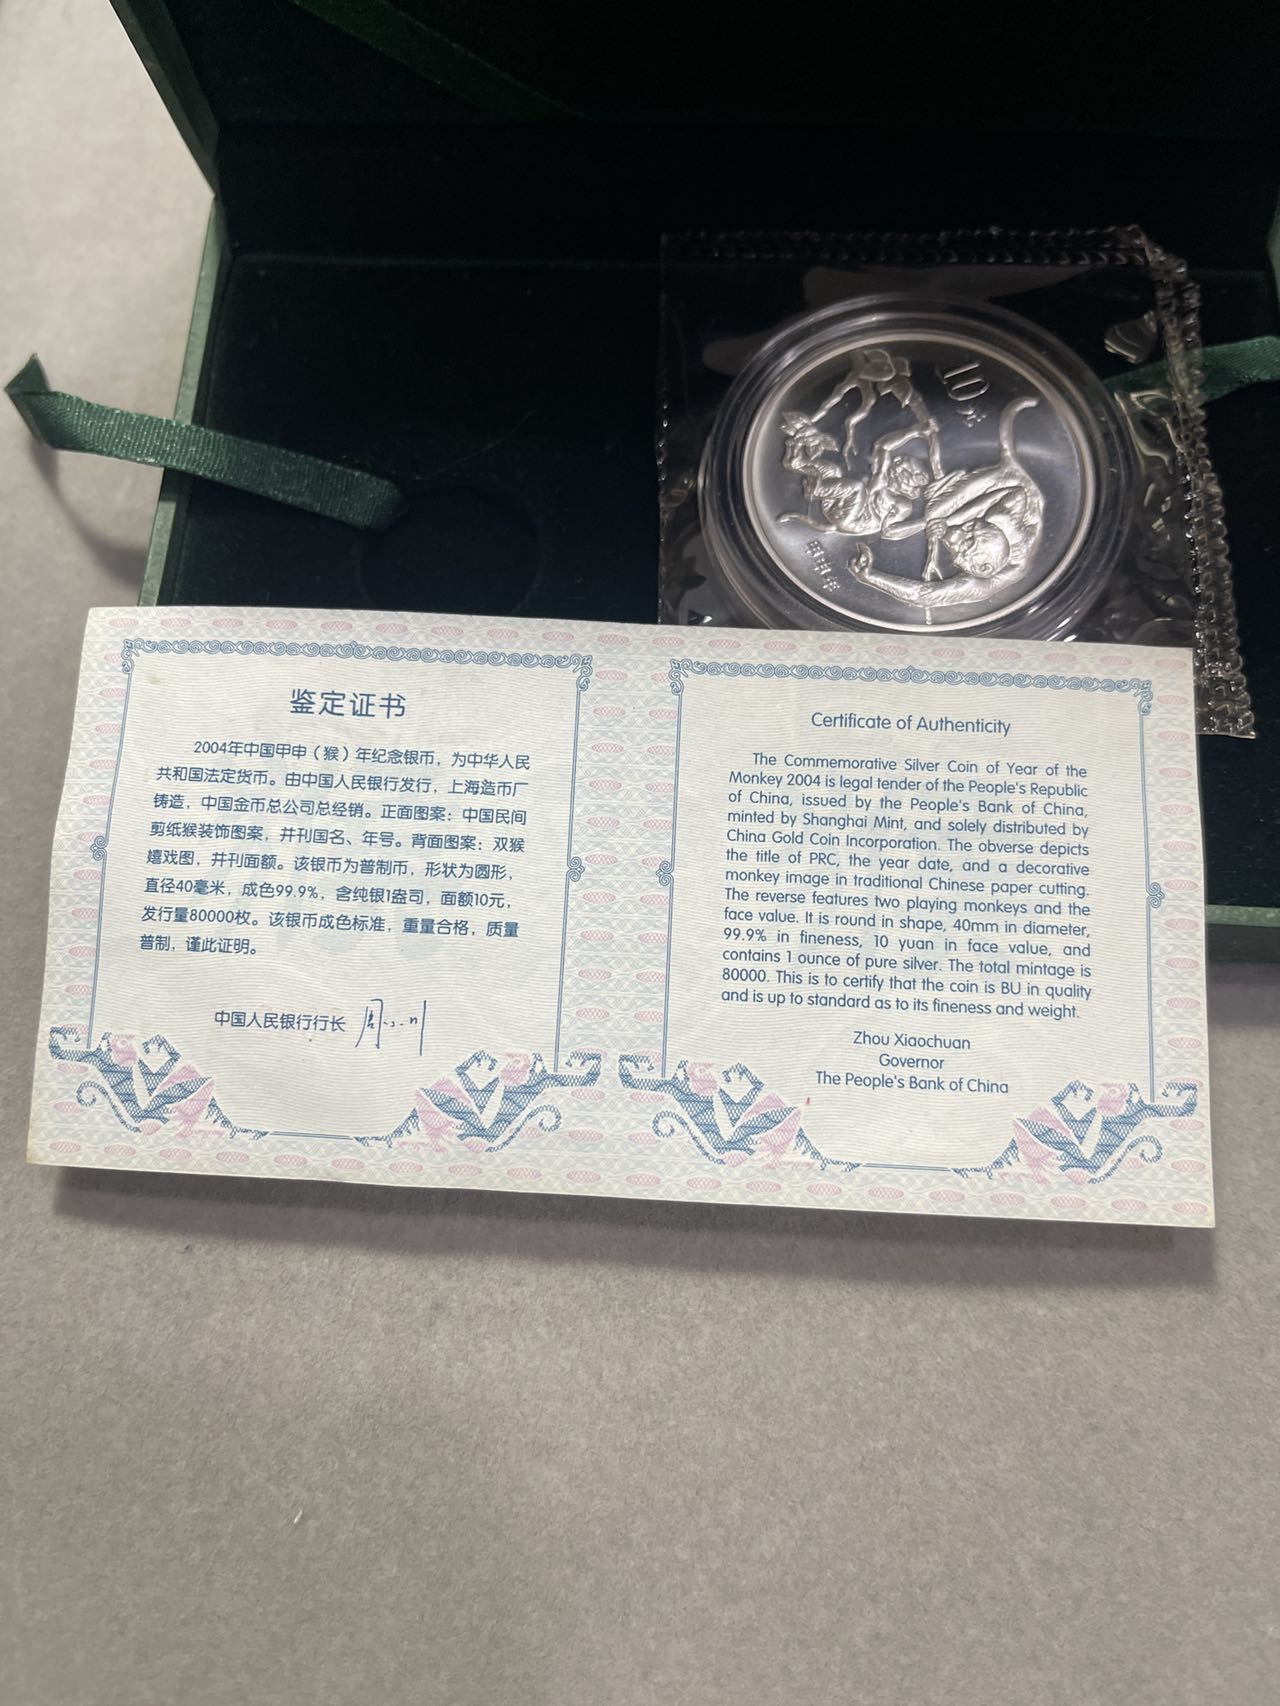 10元
甲申年
鉴定证书
2004年中国甲申（猴）年纪念银币，为中华人民
共和国法定货币。由中国人民银行发行，上海造币厂
铸造，中国金币总公司总经销。正面图案：中国民间
剪纸猴装饰图案，并刊国名、年号。背面图案：双猴
嬉戏图，并刊面额。该银币为普制币，形状为圆形，
直径40毫米，成色99.9%，含纯银1盎司，面额10元，
发行量80000枚。该银币成色标准，重量合格，质量
普制，谨此证明。
中国人民银行行长 周小川
Certificate of Authenticity
The Commemorative Silver Coin of Year of the
Monkey 2004 is legal tender of the People's Republic
of China, issued by the People's Bank of China,
minted by Shanghai Mint, and solely distributed by
China Gold Coin Incorporation. The obverse depicts
the title of PRC, the year date, and a decorative
monkey image in traditional Chinese paper cutting.
The reverse features two playing monkeys and the
face value. It is round in shape, 40mm in diameter,
99.9% in fineness, 10 yuan in face value, and
contains 1 ounce of pure silver. The total mintage is
80000. This is to certify that the coin is BU in quality
and is up to standard as to its fineness and weight.
Zhou Xiaochuan
Governor
The People's Bank of China